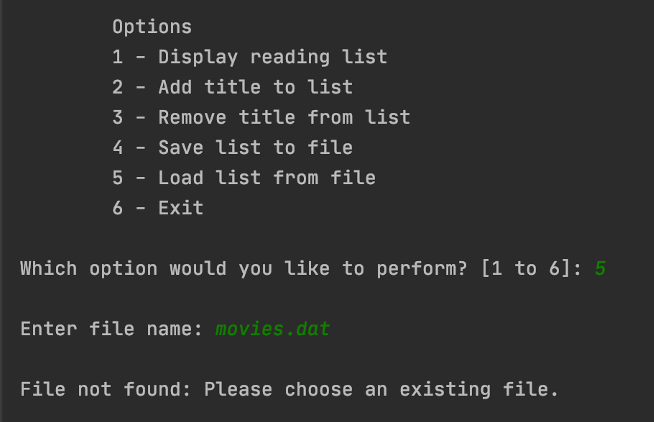 Options
1 - Display reading list
2 - Add title to list
3 - Remove title from list
4 - Save list to file
5 - Load list from file
6 - Exit
Which option would you like to perform? [1 to 6]: 5
Enter file name: movies.dat
File not found: Please choose an existing file.